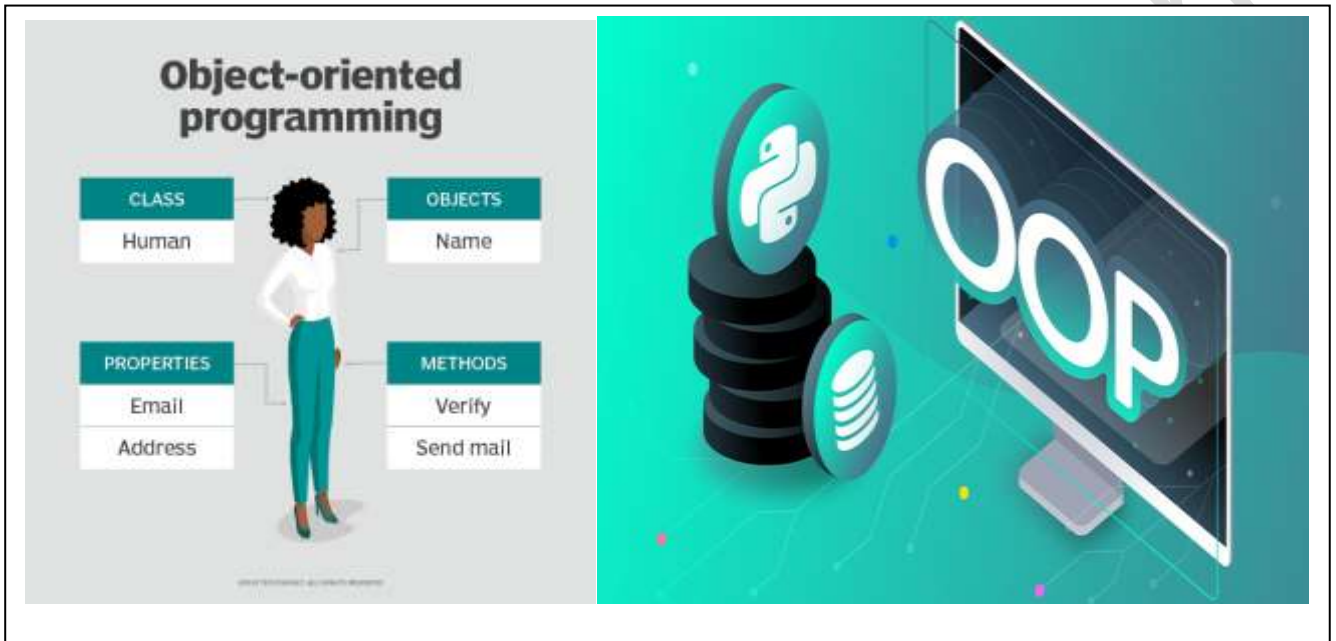 Object-oriented
programming
CLASS
Human
OBJECTS
Name
PROPERTIES
Email
Address
METHODS
Verify
Send mail
OOP